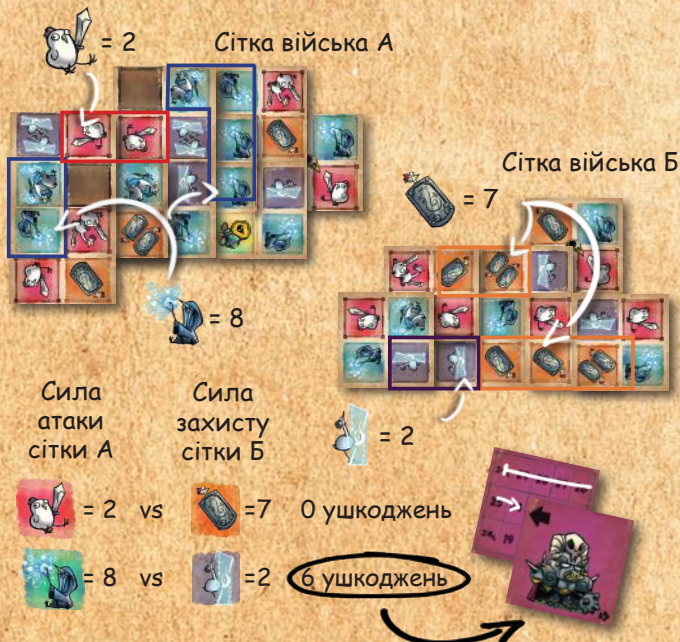 = 2
Сітка війська А
Сітка війська Б
= 7
= 8
= 2
Сила
атаки
сітки А
Сила
захисту
сітки Б
= 2 vs =7 0 ушкоджень
= 8 vs =2 6 ушкоджень